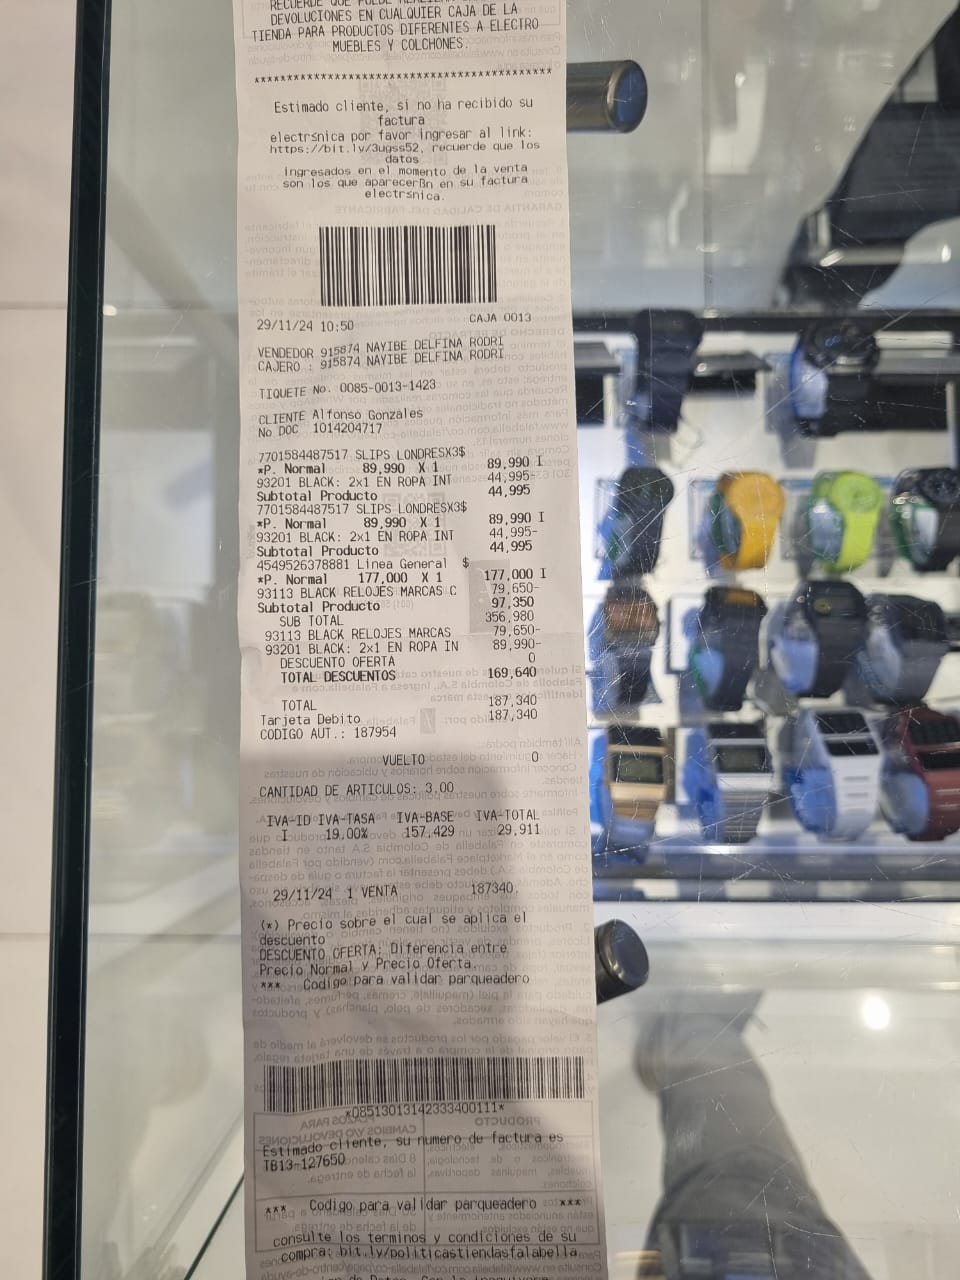 DEVOLUCIONES EN CUALQUIER CAJA DE LA
TIENDA PARA PRODUCTOS DIFERENTES A ELECTRO
MUEBLES Y COLCHONES.
*********************************************
Estimado cliente, si no ha recibido su
factura
electrsnica por favor ingresar al link:
https://bit.ly/3ugss52, recuerde que los
datos
ingresados en el momento de la venta
son los que aparecerßn en su factura
electrsnica.
29/11/24 10:50 CAJA 0013
VENDEDOR 915874 NAYIBE DELFINA RODRI
CAJERO : 915874 NAYIBE DELFINA RODRI
TIQUETE No. 0085-0013-1423
CLIENTE Alfonso Gonzales
No DOC 1014204717
7701584487517 SLIPS LONDRESX3$
*P. Normal 89,990 X 1 89,990 I
93201 BLACK: 2x1 EN ROPA INT 44,995-
Subtotal Producto 44,995
7701584487517 SLIPS LONDRESX3$
*P. Normal 89,990 X 1 89,990 I
93201 BLACK: 2x1 EN ROPA INT 44,995-
Subtotal Producto 44,995
4549526378881 Linea General $
*P. Normal 177,000 X 1 177,000 I
93113 BLACK RELOJES MARCAS C 79,650-
Subtotal Producto 97,350
SUB TOTAL 356,980
93113 BLACK RELOJES MARCAS 79,650-
93201 BLACK: 2x1 EN ROPA IN 89,990-
DESCUENTO OFERTA 0
TOTAL DESCUENTOS 169,640
TOTAL 187,340
Tarjeta Debito 187,340
CODIGO AUT.: 187954
VUELTO 0
CANTIDAD DE ARTICULOS: 3,00
IVA-ID IVA-TASA IVA-BASE IVA-TOTAL
I 19.00% 157,429 29,911
29/11/24 1 VENTA 187340.
(*) Precio sobre el cual se aplica el
descuento
DESCUENTO OFERTA: Diferencia entre
Precio Normal y Precio Oferta.
*** Codigo para validar parqueadero
*08513013142333400111*
Estimado cliente, su numero de factura es
TB13-127650
*** Codigo para validar parqueadero ***
consulte los terminos y condiciones de su
compra: bit.ly/politicastiendasfalabella